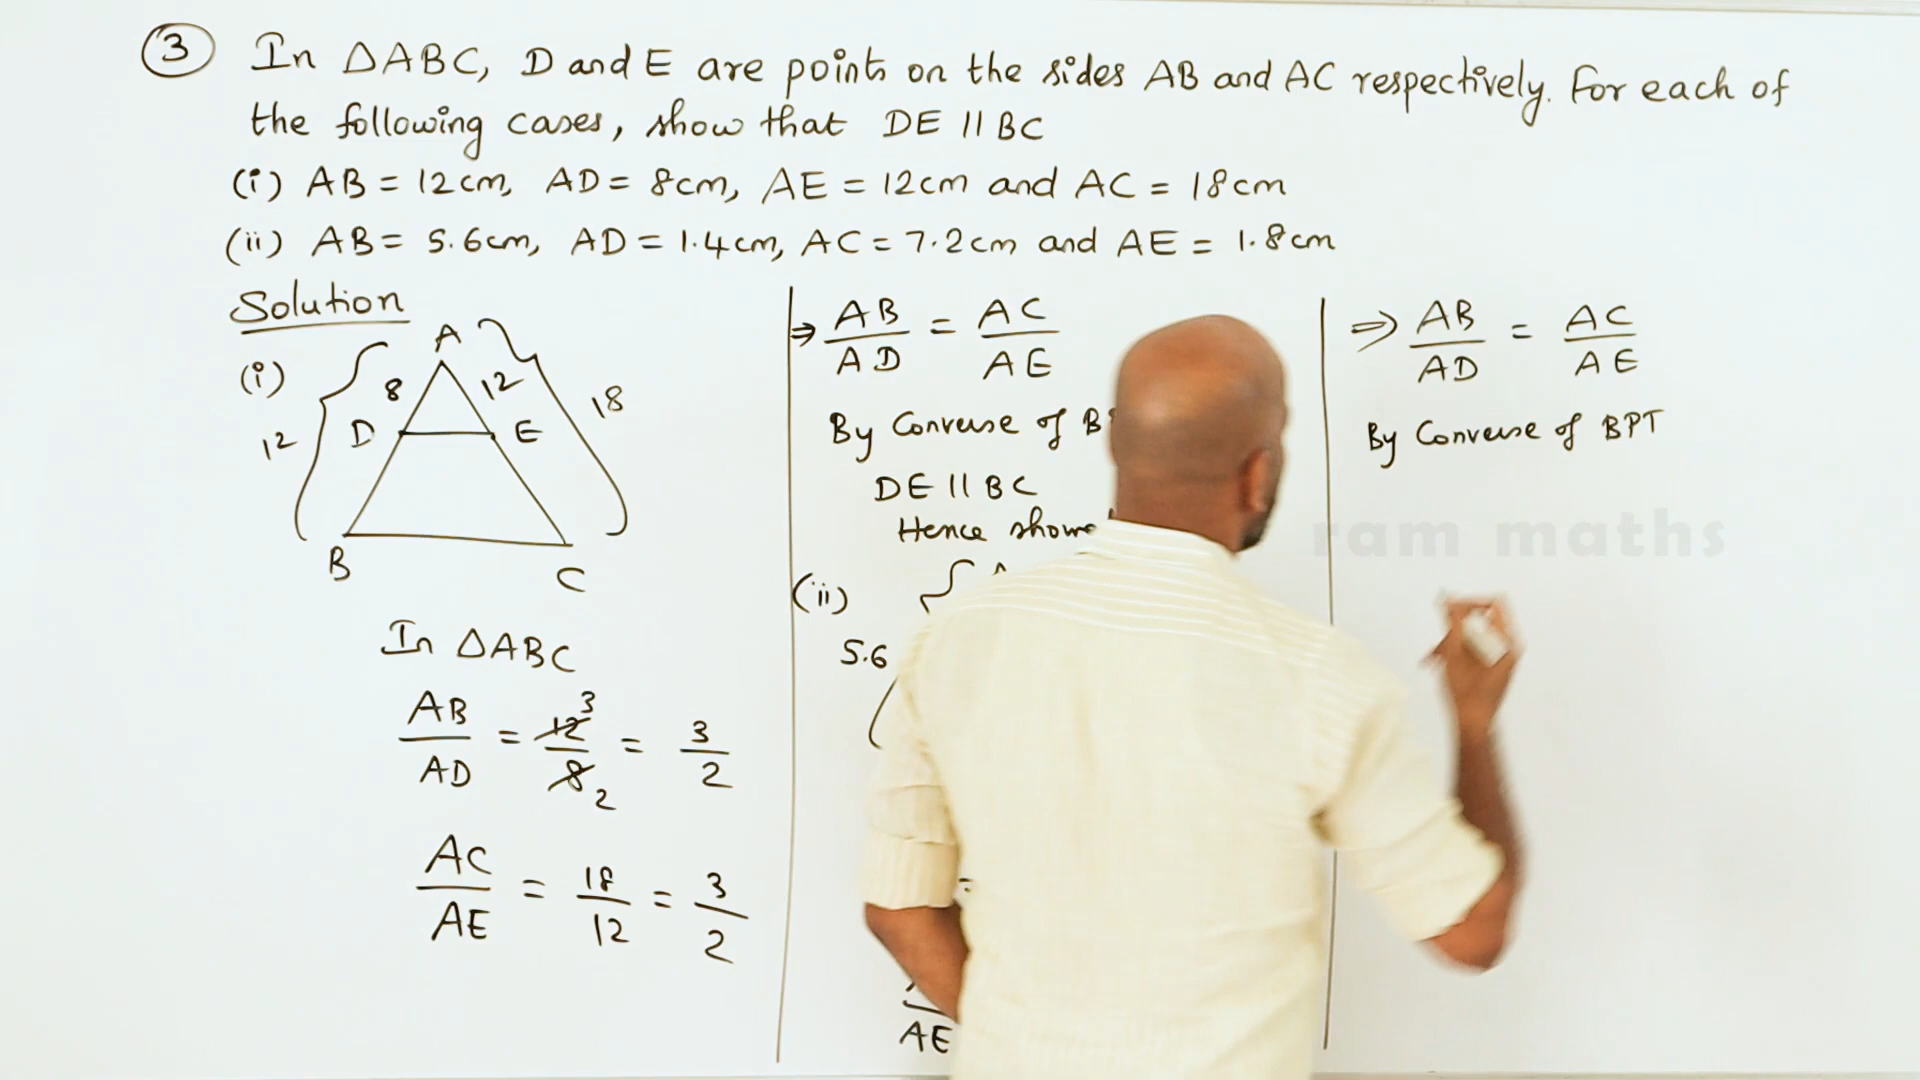 3 In ΔABC, D and E are points on the sides AB and AC respectively. For each of
the following cases, show that DE || BC
(i) AB = 12cm, AD = 8cm, AE = 12cm and AC = 18cm
(ii) AB = 5.6cm, AD = 1.4cm, AC = 7.2cm and AE = 1.8cm
Solution
(i)
A
8
12
18
12
D
E
B
C
In ΔABC
AB/AD = 12/8 3 2 = 3/2
AC/AE = 18/12 = 3/2
⇒ AB/AD = AC/AE
By Converse of
DE || BC
Hence
(ii)
5.6
AE
⇒ AB/AD = AC/AE
By Converse of BPT
ram maths